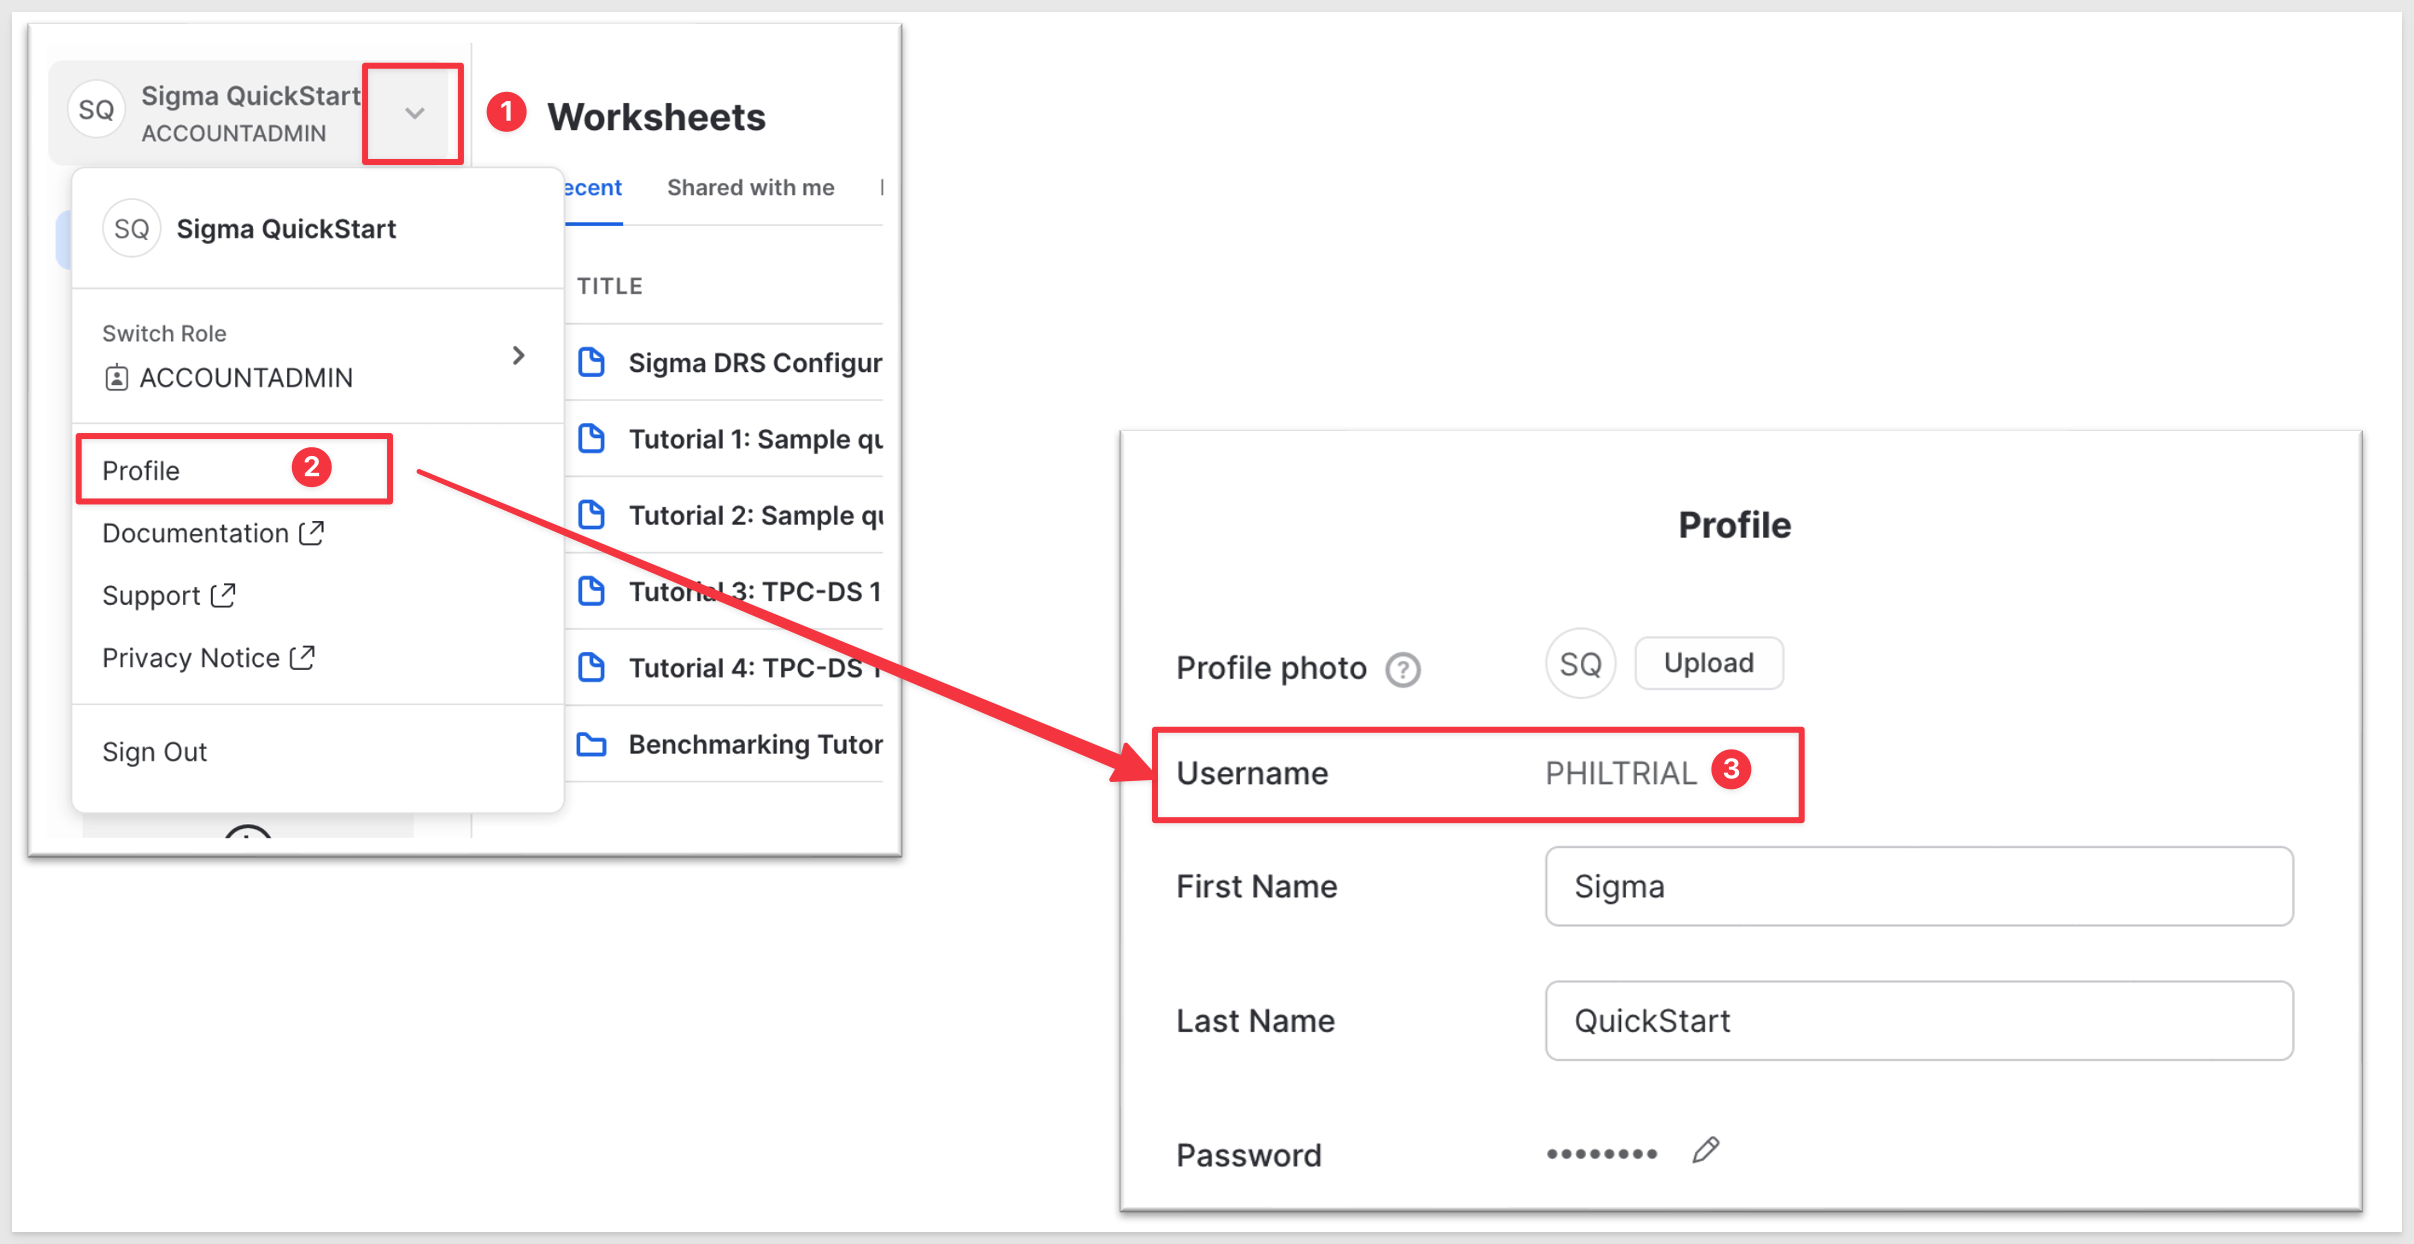 SQ
Sigma QuickStart
ACCOUNTADMIN
1
Worksheets
ecent
Shared with me
SQ
Sigma QuickStart
TITLE
Switch Role
ACCOUNTADMIN
Sigma DRS Configur
Tutorial 1: Sample qu
Profile
2
Documentation
Tutorial 2: Sample qu
Support
Tutorial 3: TPC-DS 1
Privacy Notice
Tutorial 4: TPC-DS 1
Sign Out
Benchmarking Tutor
Profile
Profile photo ?
SQ
Upload
Username
PHILTRIAL
3
First Name
Sigma
Last Name
QuickStart
Password
••••••••